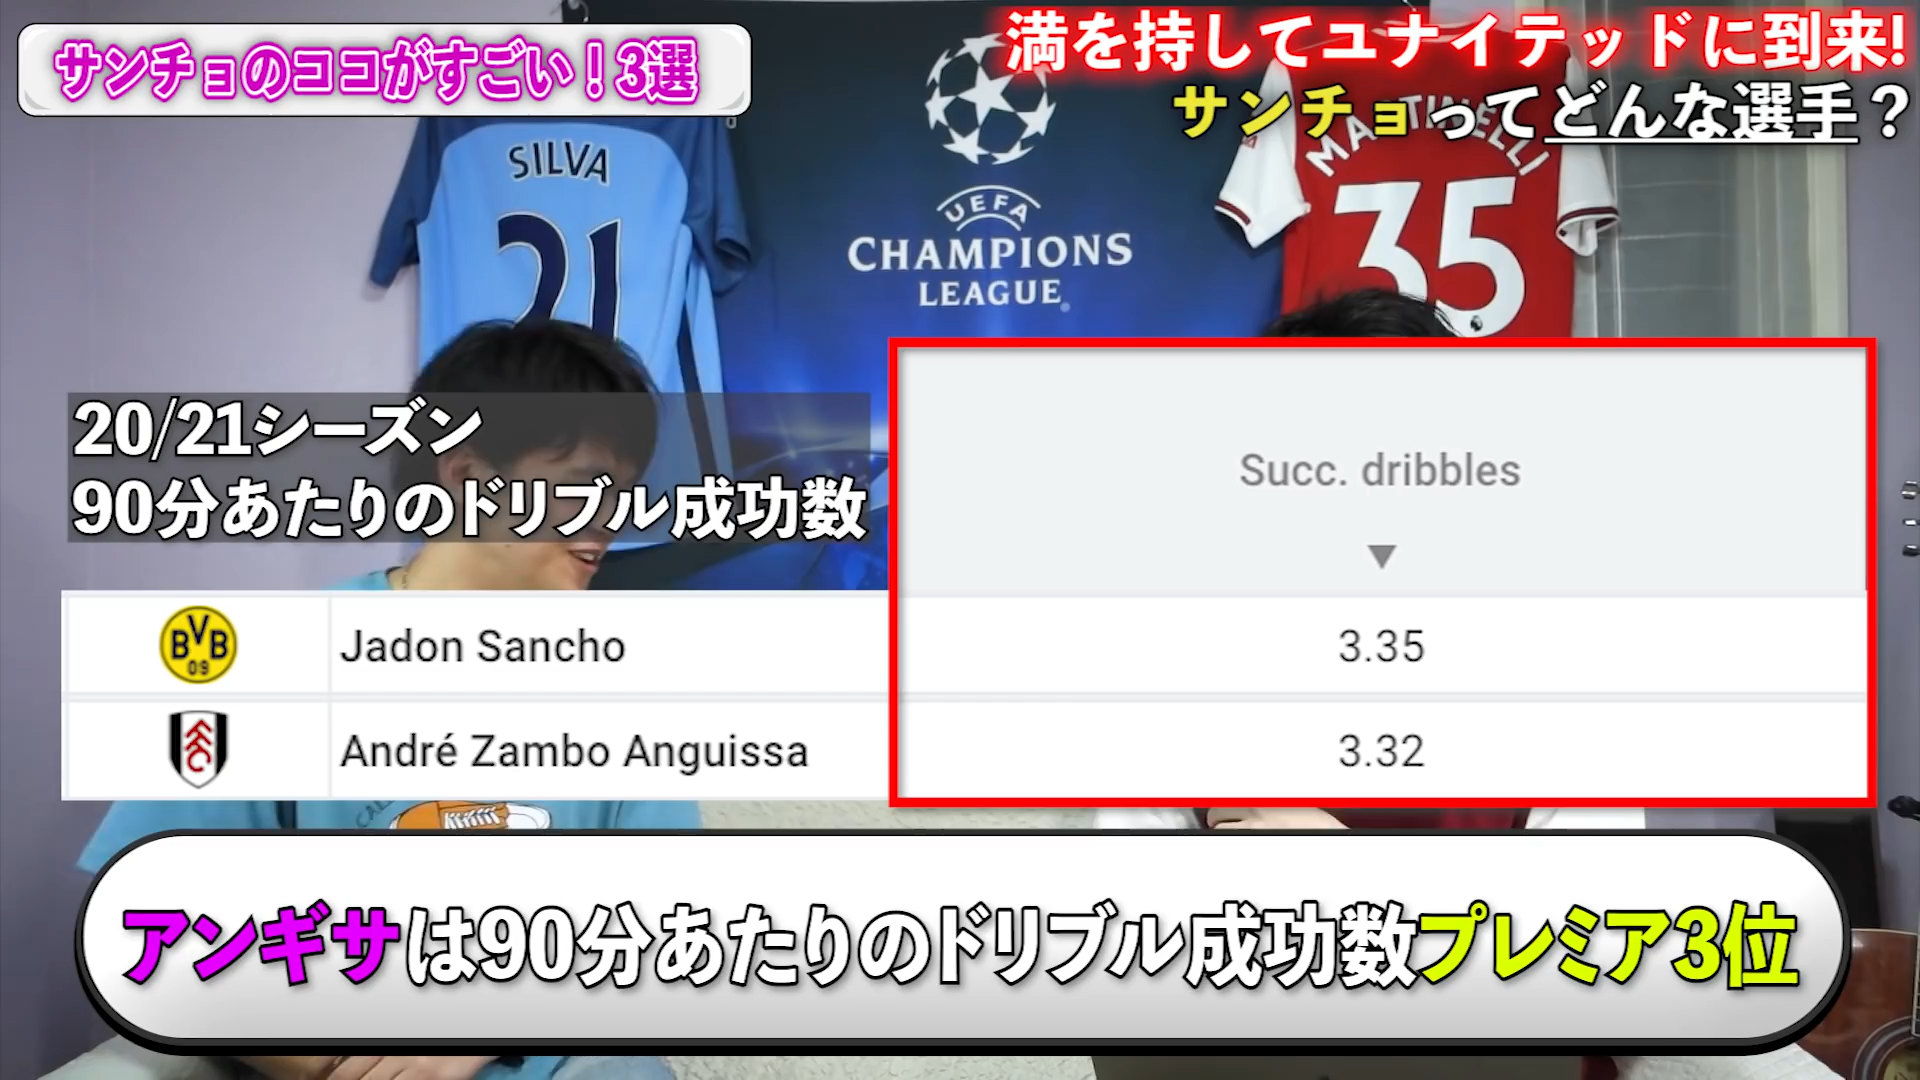 サンチョのココがすごい！3選
満を持してユナイテッドに到来!
サンチョってどんな選手？
SILVA
21
UEFA
CHAMPIONS
LEAGUE
MARTINELLI
35
20/21シーズン
90分あたりのドリブル成功数
Succ. dribbles
BVB
09
Jadon Sancho
3.35
André Zambo Anguissa
3.32
アンギサは90分あたりのドリブル成功数プレミア3位